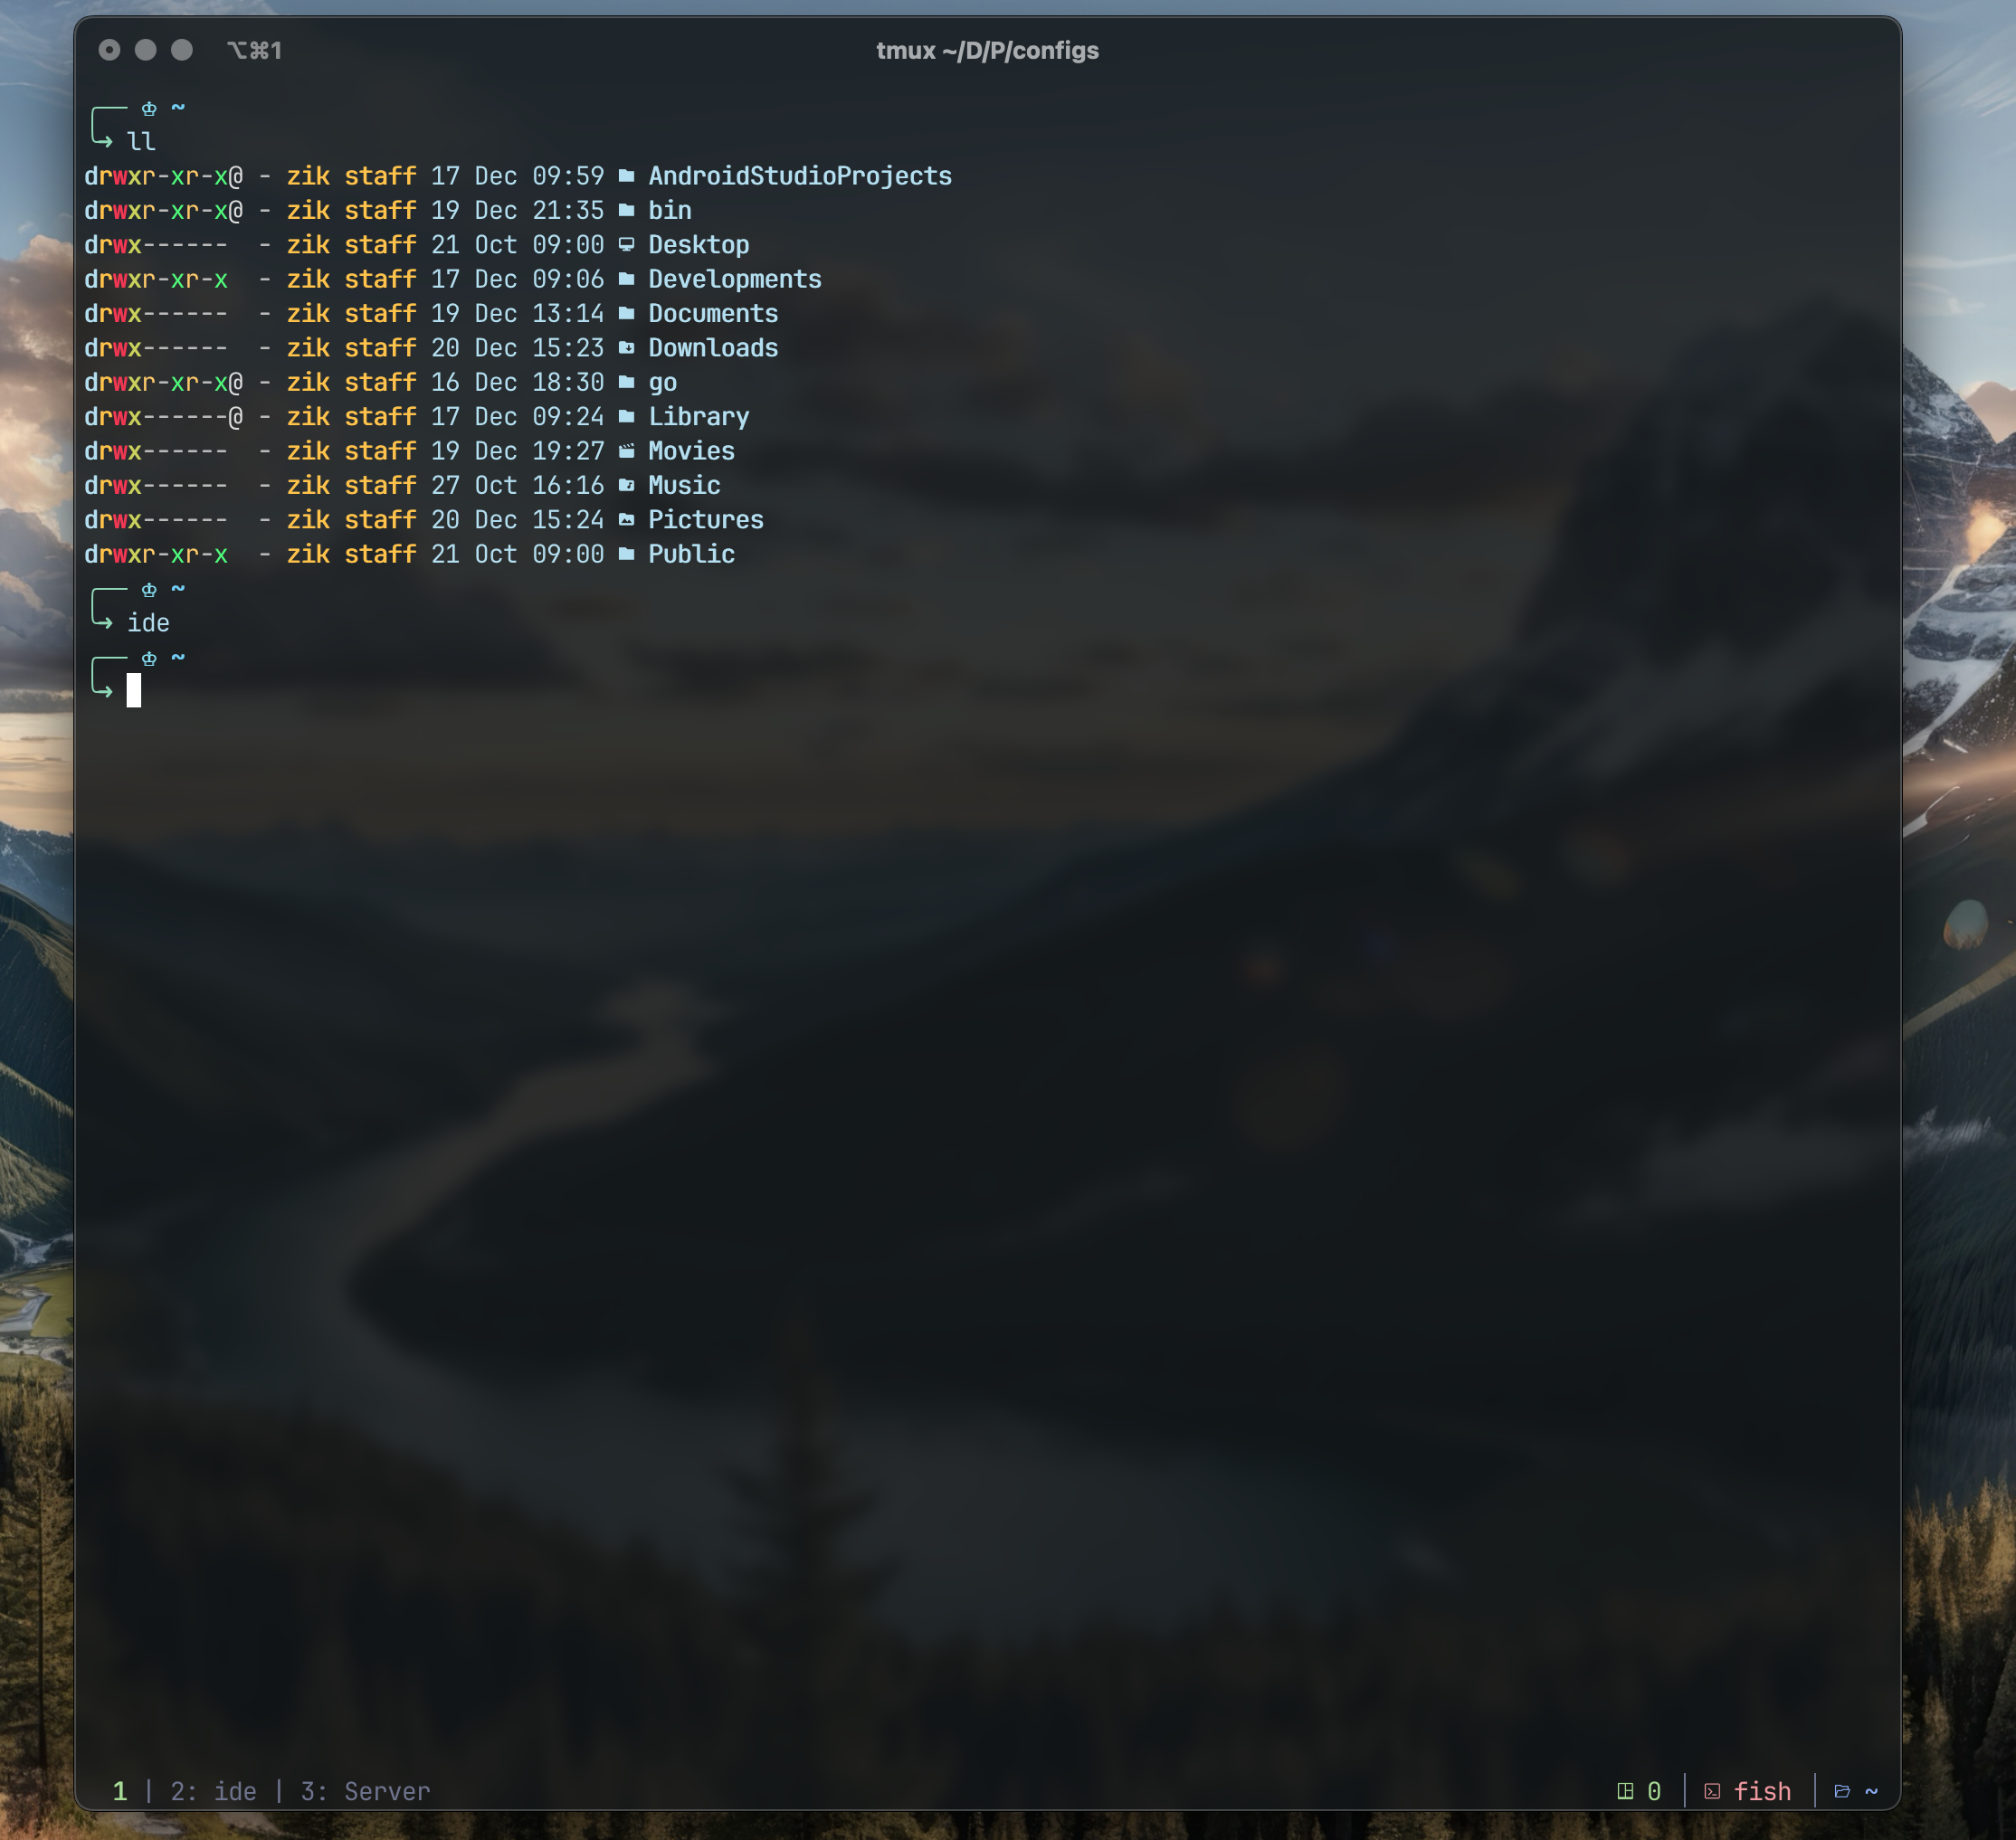 ⌥⌘1 tmux ~/D/P/configs
~
ll
drwxr-xr-x@ - zik staff 17 Dec 09:59 AndroidStudioProjects
drwxr-xr-x@ - zik staff 19 Dec 21:35 bin
drwx------ - zik staff 21 Oct 09:00 Desktop
drwxr-xr-x - zik staff 17 Dec 09:06 Developments
drwx------ - zik staff 19 Dec 13:14 Documents
drwx------ - zik staff 20 Dec 15:23 Downloads
drwxr-xr-x@ - zik staff 16 Dec 18:30 go
drwx------@ - zik staff 17 Dec 09:24 Library
drwx------ - zik staff 19 Dec 19:27 Movies
drwx------ - zik staff 27 Oct 16:16 Music
drwx------ - zik staff 20 Dec 15:24 Pictures
drwxr-xr-x - zik staff 21 Oct 09:00 Public
~
ide
~
1 | 2: ide | 3: Server 0 | fish | ~